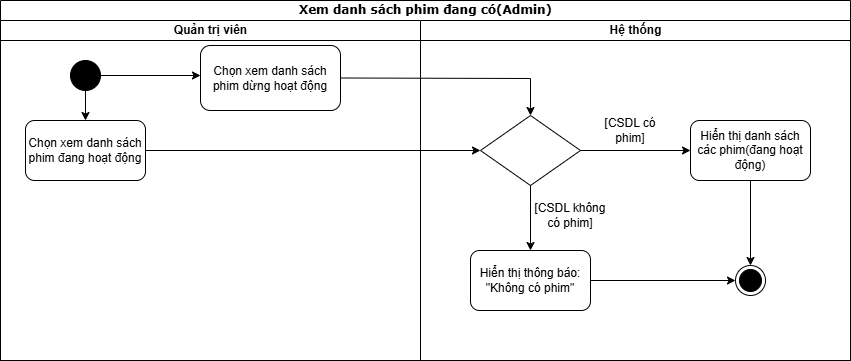 Xem danh sách phim đang có(Admin)
Quản trị viên
Hệ thống
Chọn xem danh sách
phim dừng hoạt động
Chọn xem danh sách
phim đang hoạt động
[CSDL có
phim]
Hiển thị danh sách
các phim(đang hoạt
động)
[CSDL không
có phim]
Hiển thị thông báo:
"Không có phim"